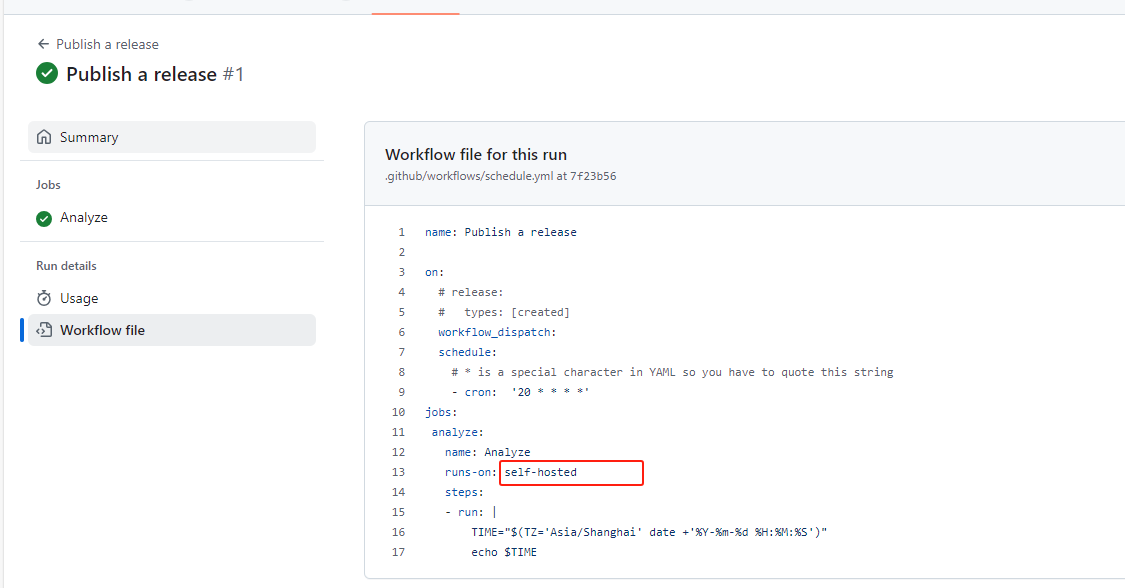 Publish a release
Publish a release #1
Summary
Jobs
Analyze
Run details
Usage
Workflow file
Workflow file for this run
.github/workflows/schedule.yml at 7f23b56
1 name: Publish a release
2
3 on:
4 # release:
5 #   types: [created]
6 workflow_dispatch:
7 schedule:
8 # * is a special character in YAML so you have to quote this string
9 - cron:  '20 * * * *'
10 jobs:
11 analyze:
12 name: Analyze
13 runs-on: self-hosted
14 steps:
15 - run: |
16 TIME="$(TZ='Asia/Shanghai' date +'%Y-%m-%d %H:%M:%S')"
17 echo $TIME